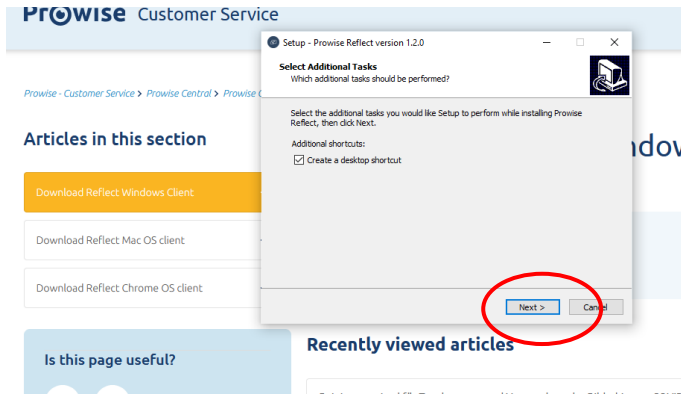 Prowise Customer Service
Setup - Prowise Reflect version 1.2.0
Select Additional Tasks
Which additional tasks should be performed?
Prowise - Customer Service > Prowise Central > Prowise
Select the additional tasks you would like Setup to perform while installing Prowise
Reflect, then click Next.
Articles in this section
Additional shortcuts:
Create a desktop shortcut
Download Reflect Windows Client
Download Reflect Mac OS client
Download Reflect Chrome OS client
Next >
Cancel
Recently viewed articles
Is this page useful?